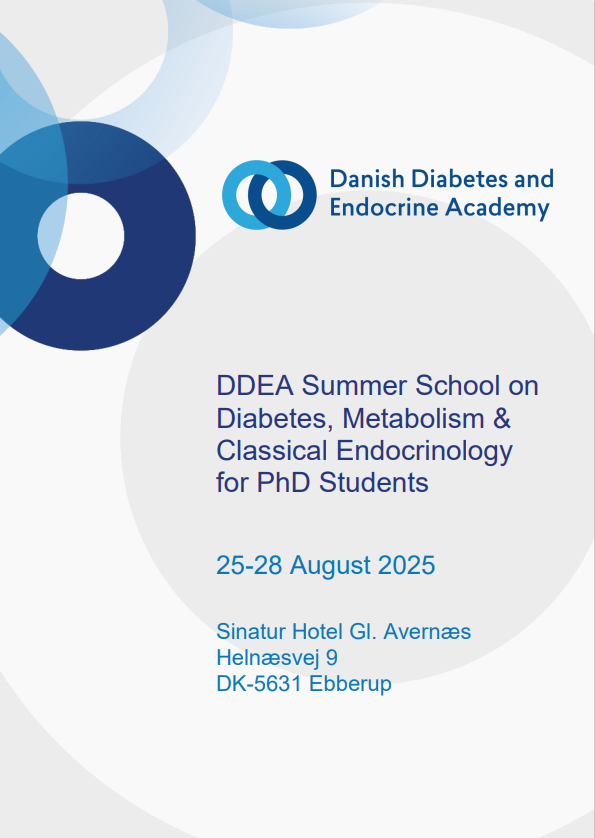 Danish Diabetes and
Endocrine Academy
DDEA Summer School on
Diabetes, Metabolism &
Classical Endocrinology
for PhD Students
25-28 August 2025
Sinatur Hotel Gl. Avernæs
Helnæsvej 9
DK-5631 Ebberup